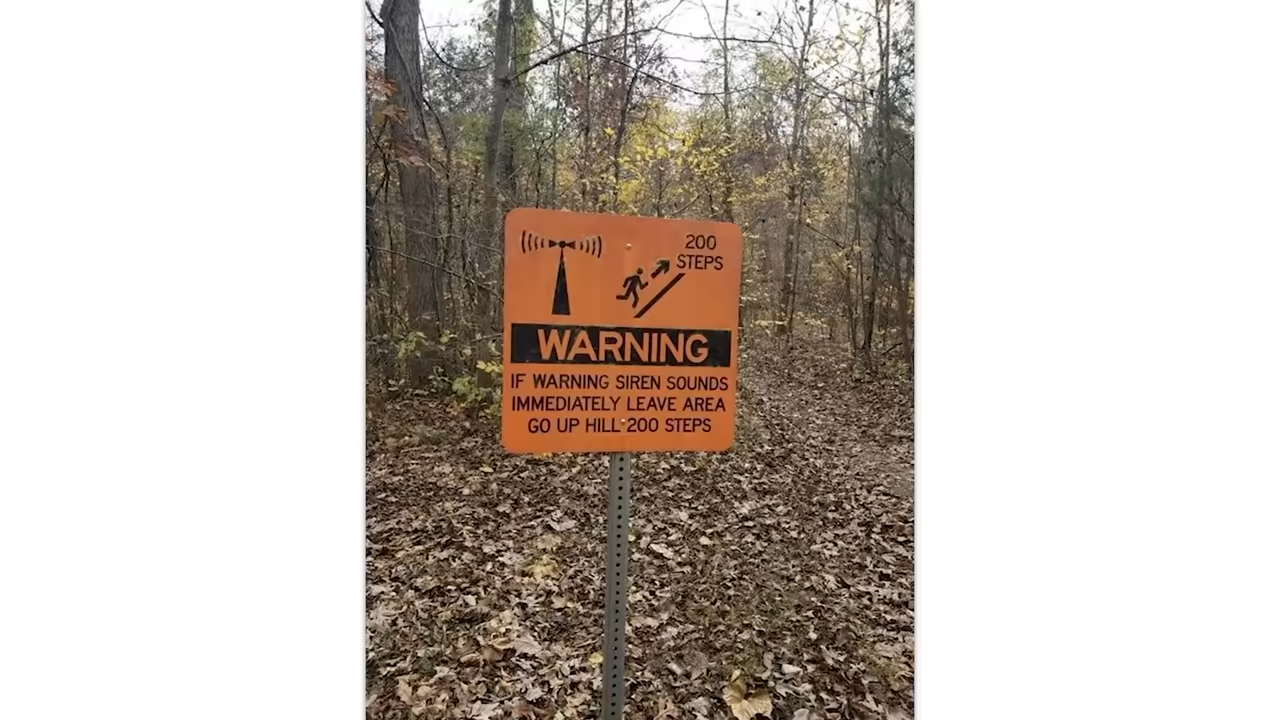 200
STEPS
WARNING
IF WARNING SIREN SOUNDS
IMMEDIATELY LEAVE AREA
GO UP HILL 200 STEPS